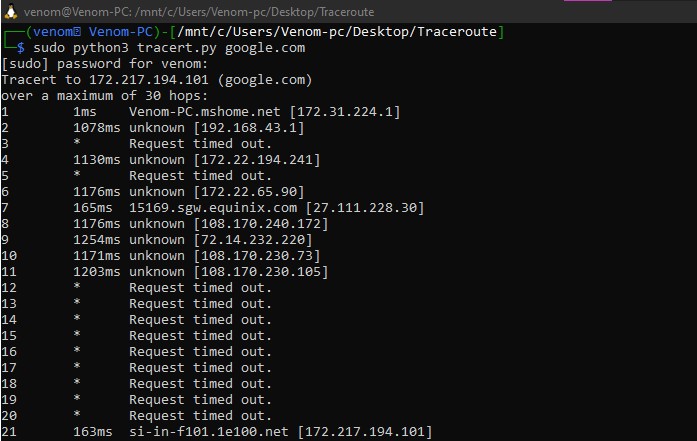 venom@Venom-PC: /mnt/c/Users/Venom-pc/Desktop/Traceroute
(venom Venom-PC)-[/mnt/c/Users/Venom-pc/Desktop/Traceroute]
$ sudo python3 tracert.py google.com
[sudo] password for venom:
Tracert to 172.217.194.101 (google.com)
over a maximum of 30 hops:
1 1ms Venom-PC.mshome.net [172.31.224.1]
2 1078ms unknown [192.168.43.1]
3 * Request timed out.
4 1130ms unknown [172.22.194.241]
5 * Request timed out.
6 1176ms unknown [172.22.65.90]
7 165ms 15169.sgw.equinix.com [27.111.228.30]
8 1176ms unknown [108.170.240.172]
9 1254ms unknown [72.14.232.220]
10 1171ms unknown [108.170.230.73]
11 1203ms unknown [108.170.230.105]
12 * Request timed out.
13 * Request timed out.
14 * Request timed out.
15 * Request timed out.
16 * Request timed out.
17 * Request timed out.
18 * Request timed out.
19 * Request timed out.
20 * Request timed out.
21 163ms si-in-f101.1e100.net [172.217.194.101]